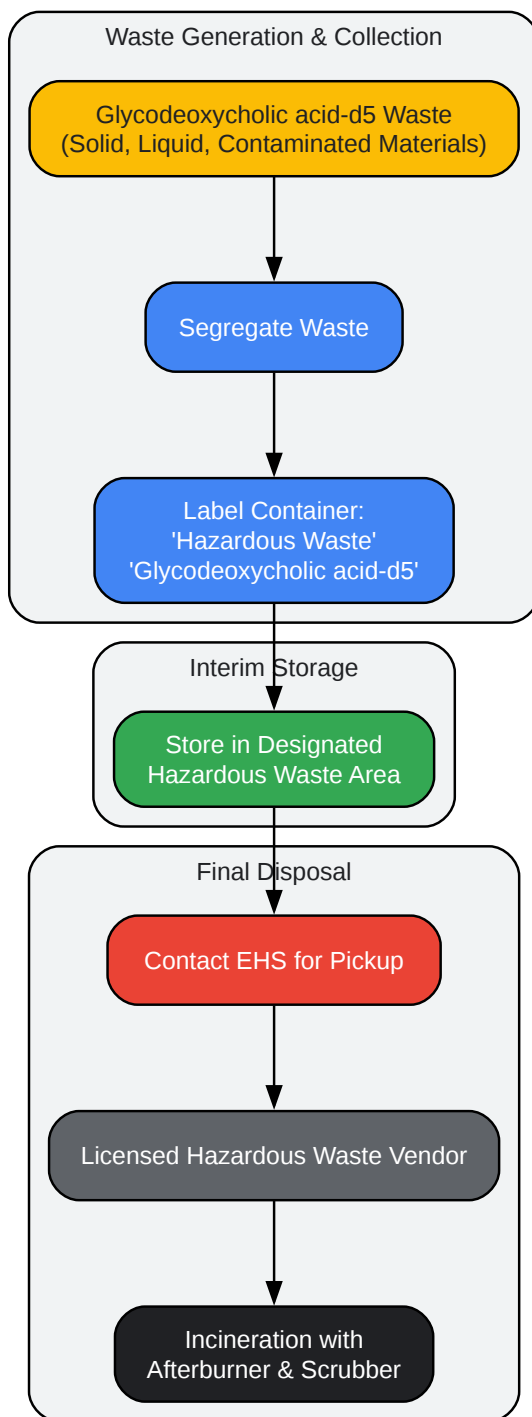 Waste Generation & Collection
Glycodeoxycholic acid-d5 Waste
(Solid, Liquid, Contaminated Materials)
Segregate Waste
Label Container:
'Hazardous Waste'
'Glycodeoxycholic acid-d5'
Interim Storage
Store in Designated
Hazardous Waste Area
Final Disposal
Contact EHS for Pickup
Licensed Hazardous Waste Vendor
Incineration with
Afterburner & Scrubber